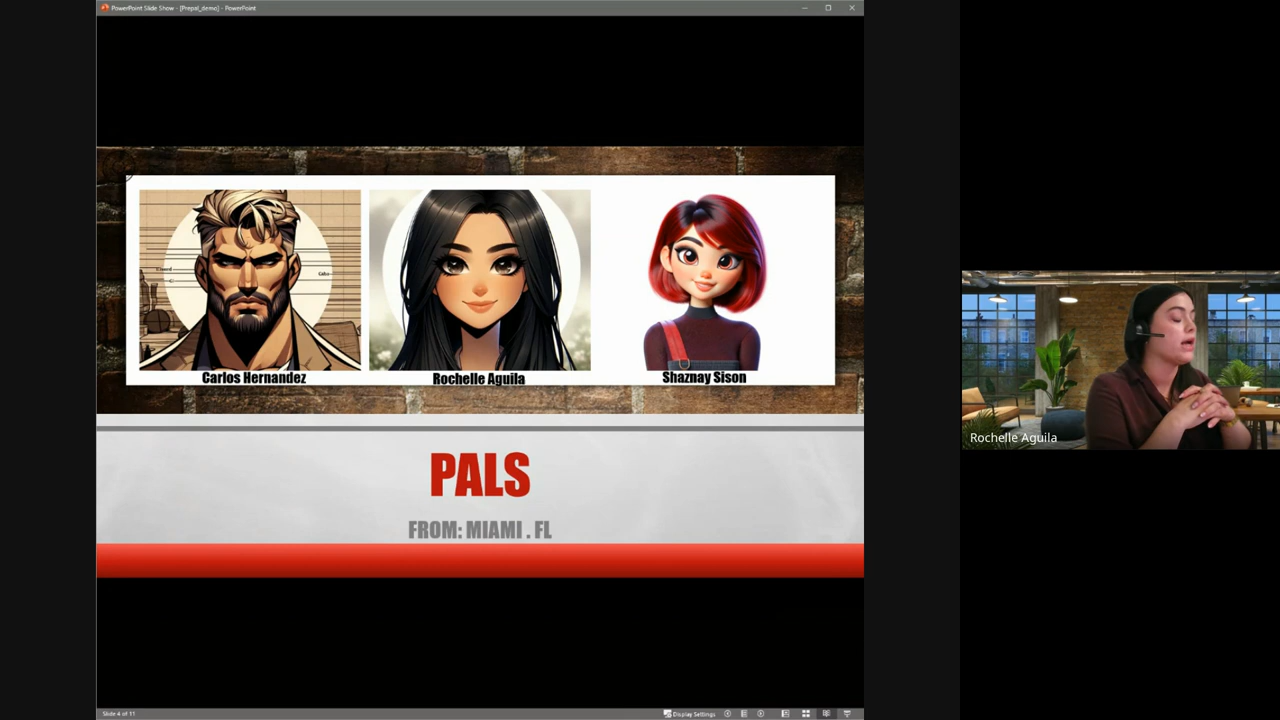 PowerPoint Slide Show - [Prepal_demo] - PowerPoint
Carlos Hernandez
Rochelle Aguila
Shaznay Sison
PALS
FROM: MIAMI . FL
Rochelle Aguila
Slide 4 of 11
Display Settings